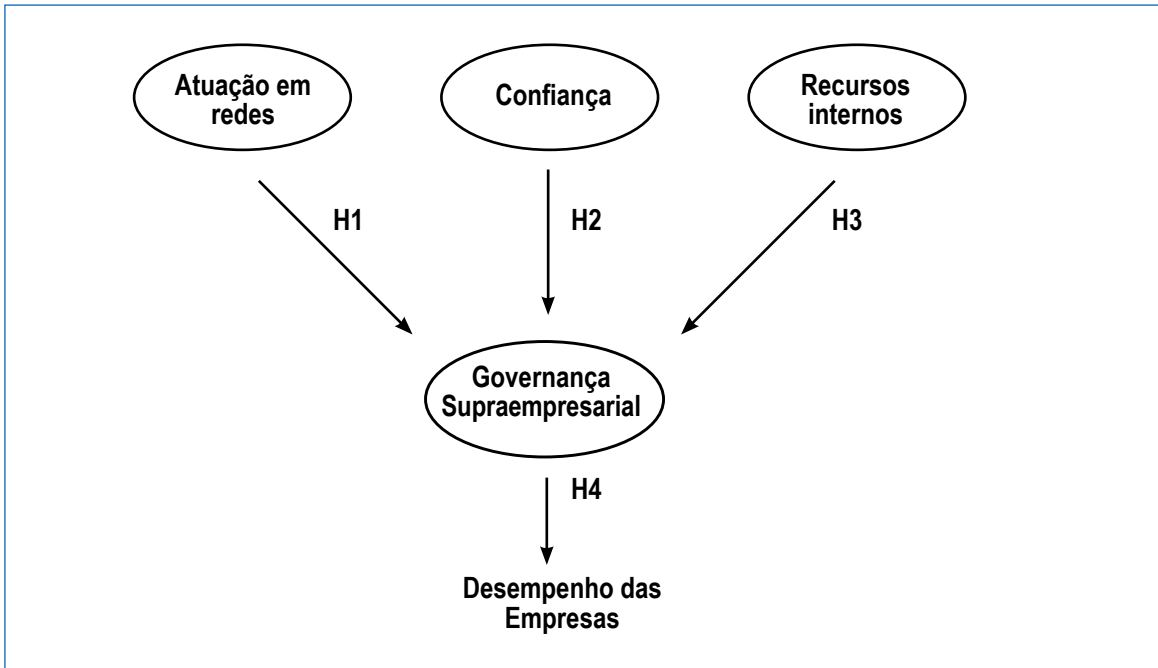 Atuação em
redes
Confiança
Recursos
internos
H1
H2
H3
Governança
Supraempresarial
H4
Desempenho das
Empresas